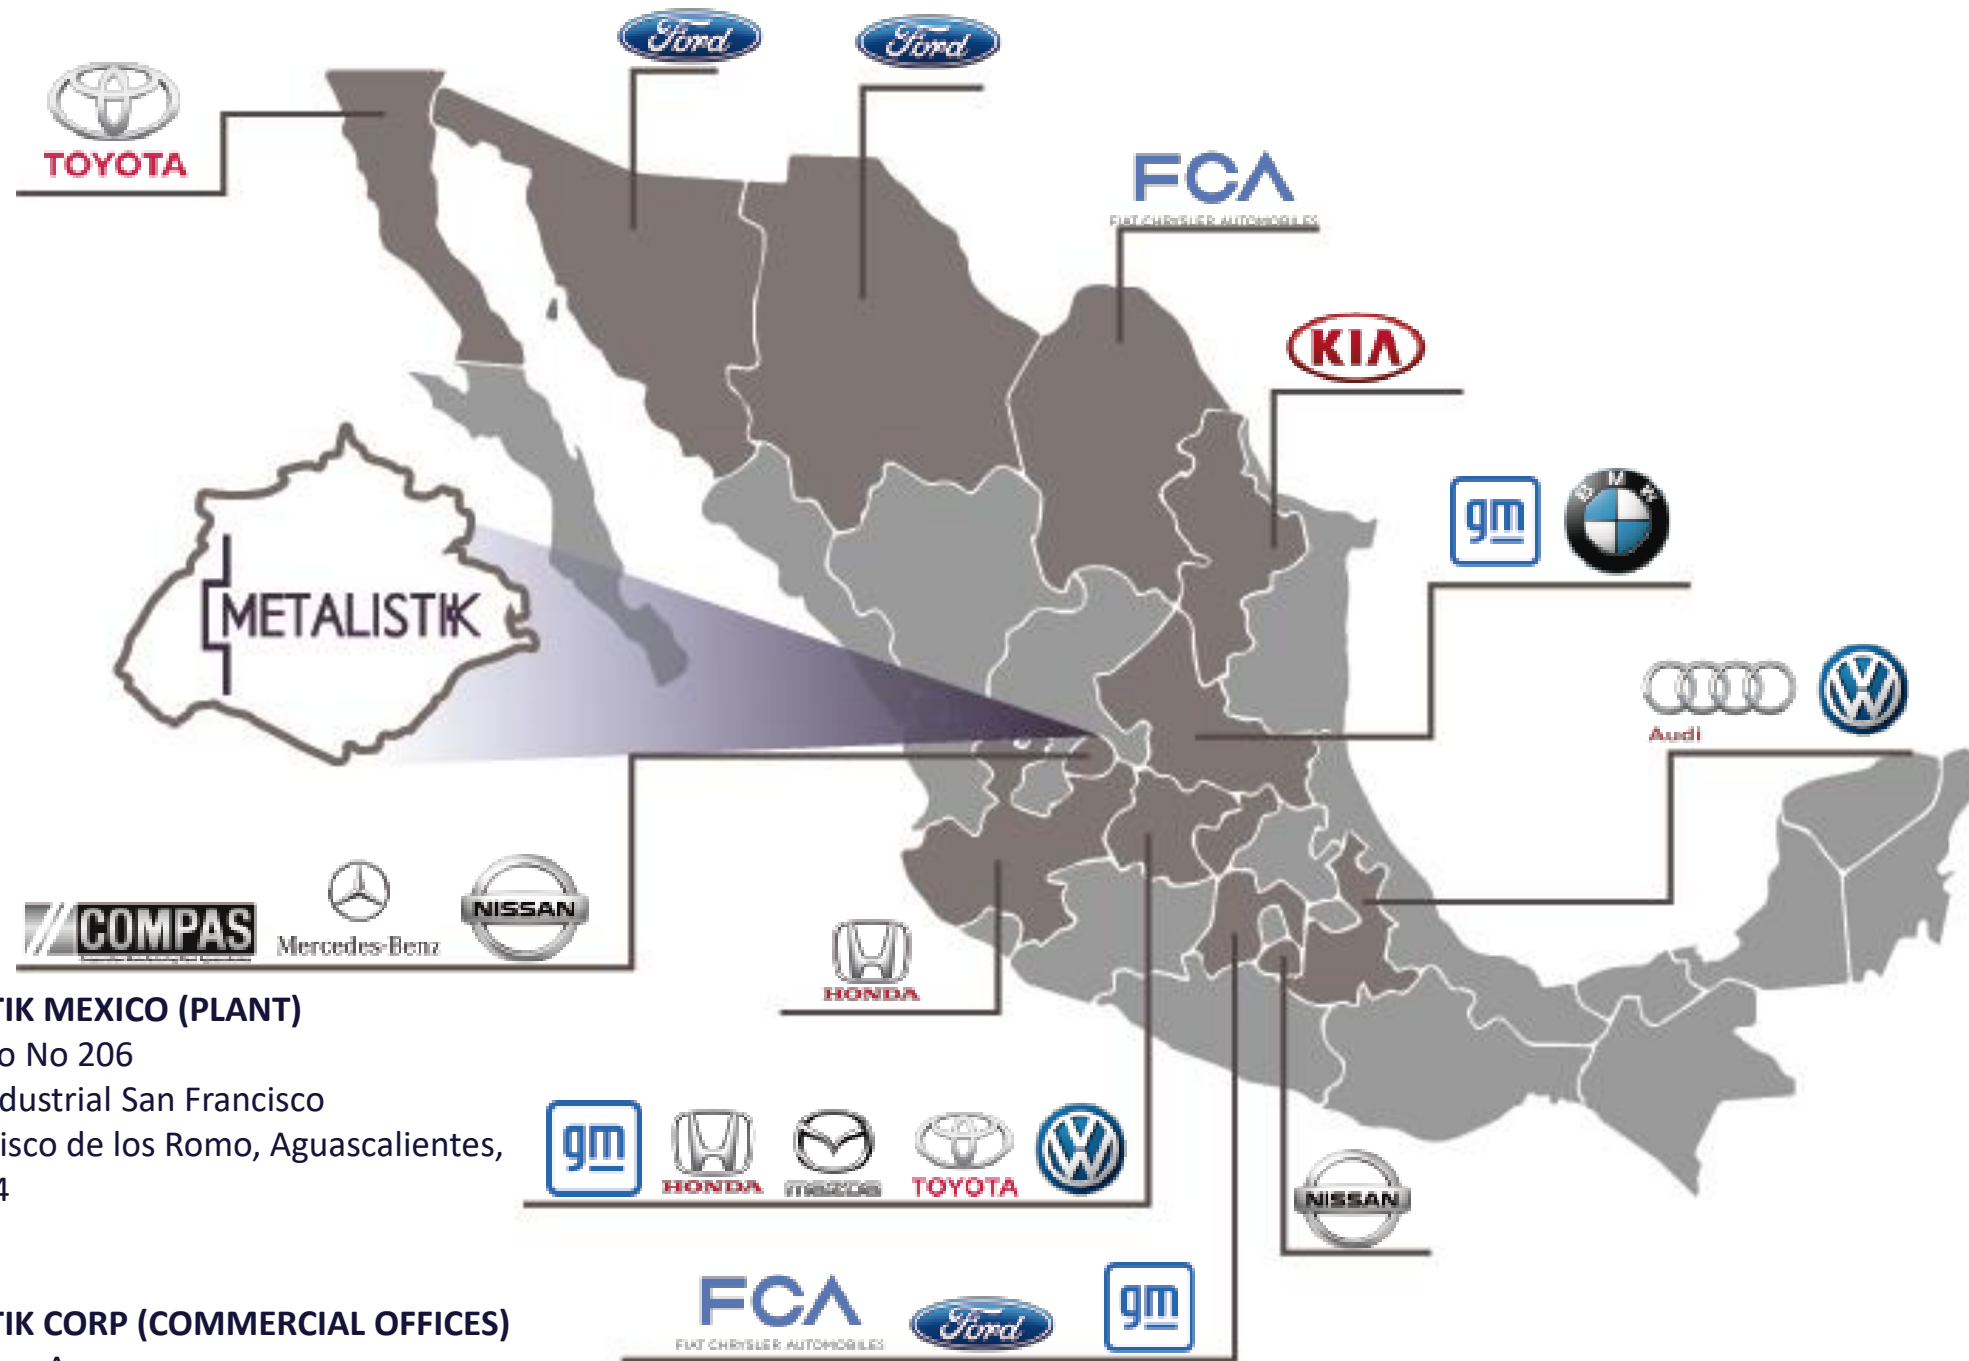 Ford
Ford
TOYOTA
FCA
FIAT CHRYSLER AUTOMOBILES
KIA
gm
BMW
METALISTIK
Audi
COMPAS
Mercedes-Benz
NISSAN
HONDA
TIK MEXICO (PLANT)
o No 206
dustrial San Francisco
isco de los Romo, Aguascalientes,
4
gm
HONDA
mazda
TOYOTA
NISSAN
TIK CORP (COMMERCIAL OFFICES)
FCA
FIAT CHRYSLER AUTOMOBILES
Ford
gm